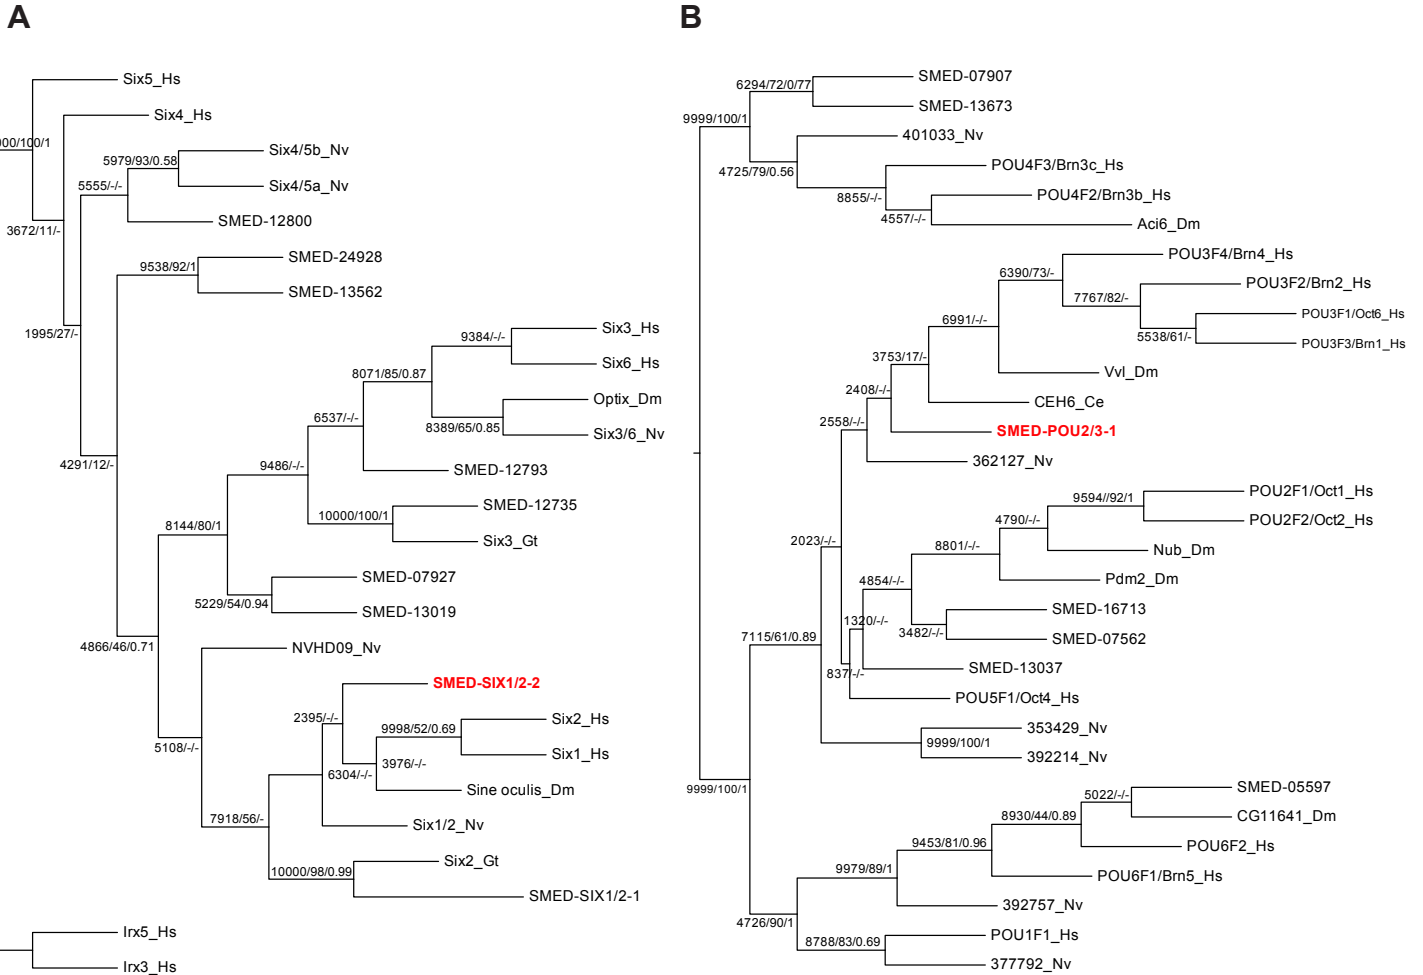 A
Six5_Hs
Six4_Hs
000/100/1
Six4/5b_Nv
5979/93/0.58
5555/-/-
Six4/5a_Nv
SMED-12800
3672/11/-
SMED-24928
9538/92/1
SMED-13562
1995/27/-
Six3_Hs
9384/-/-
Six6_Hs
8071/85/0.87
Optix_Dm
6537/-/-
8389/65/0.85
Six3/6_Nv
4291/12/-
9486/-/-
SMED-12793
SMED-12735
10000/100/1
8144/80/1
Six3_Gt
SMED-07927
5229/54/0.94
SMED-13019
4866/46/0.71
NVHD09_Nv
SMED-SIX1/2-2
2395/-/-
Six2_Hs
9998/52/0.69
5108/-/-
Six1_Hs
3976/-/-
6304/-/-
Sine oculis_Dm
7918/56/-
Six1/2_Nv
Six2_Gt
10000/98/0.99
SMED-SIX1/2-1
Irx5_Hs
Irx3_Hs
B
SMED-07907
6294/72/0/77
SMED-13673
9999/100/1
401033_Nv
POU4F3/Brn3c_Hs
4725/79/0.56
POU4F2/Brn3b_Hs
8855/-/-
4557/-/-
Aci6_Dm
POU3F4/Brn4_Hs
6390/73/-
POU3F2/Brn2_Hs
7767/82/-
POU3F1/Oct6_Hs
6991/-/-
5538/61/-
POU3F3/Brn1_Hs
3753/17/-
Vvl_Dm
2408/-/-
CEH6_Ce
2558/-/-
SMED-POU2/3-1
362127_Nv
POU2F1/Oct1_Hs
9594//92/1
POU2F2/Oct2_Hs
4790/-/-
2023/-/-
8801/-/-
Nub_Dm
4854/-/-
Pdm2_Dm
SMED-16713
1320/-/-
3482/-/-
7115/61/0.89
SMED-07562
SMED-13037
837/-/-
POU5F1/Oct4_Hs
353429_Nv
9999/100/1
392214_Nv
9999/100/1
SMED-05597
5022/-/-
8930/44/0.89
CG11641_Dm
9453/81/0.96
POU6F2_Hs
9979/89/1
POU6F1/Brn5_Hs
392757_Nv
4726/90/1
POU1F1_Hs
8788/83/0.69
377792_Nv